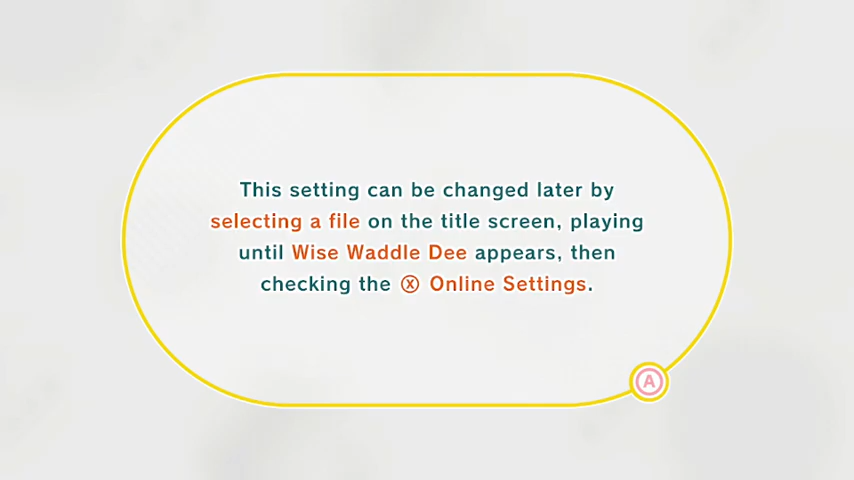 This setting can be changed later by
selecting a file on the title screen, playing
until Wise Waddle Dee appears, then
checking the Ⓧ Online Settings.
A